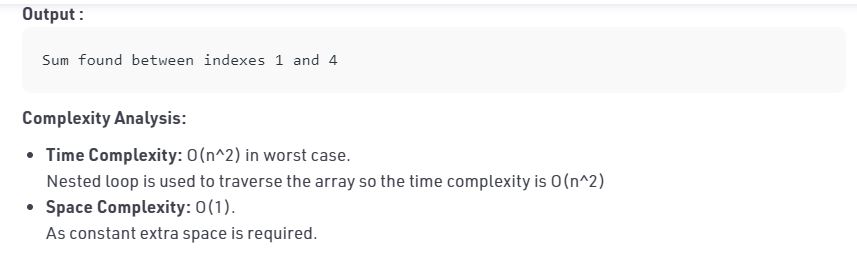 Output :
Sum found between indexes 1 and 4
Complexity Analysis:
• Time Complexity: O(n^2) in worst case.
Nested loop is used to traverse the array so the time complexity is O(n^2)
• Space Complexity: O(1).
As constant extra space is required.